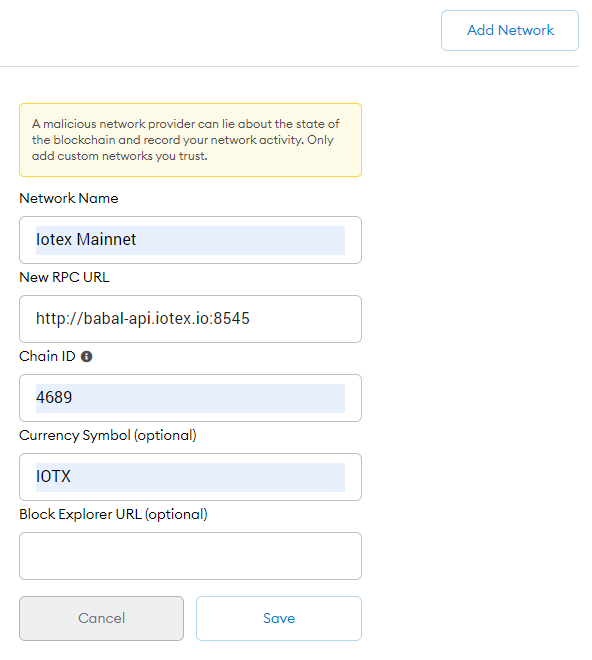 Add Network
A malicious network provider can lie about the state of
the blockchain and record your network activity. Only
add custom networks you trust.
Network Name
Iotex Mainnet
New RPC URL
http://babal-api.iotex.io:8545
Chain ID
4689
Currency Symbol (optional)
IOTX
Block Explorer URL (optional)
Cancel
Save